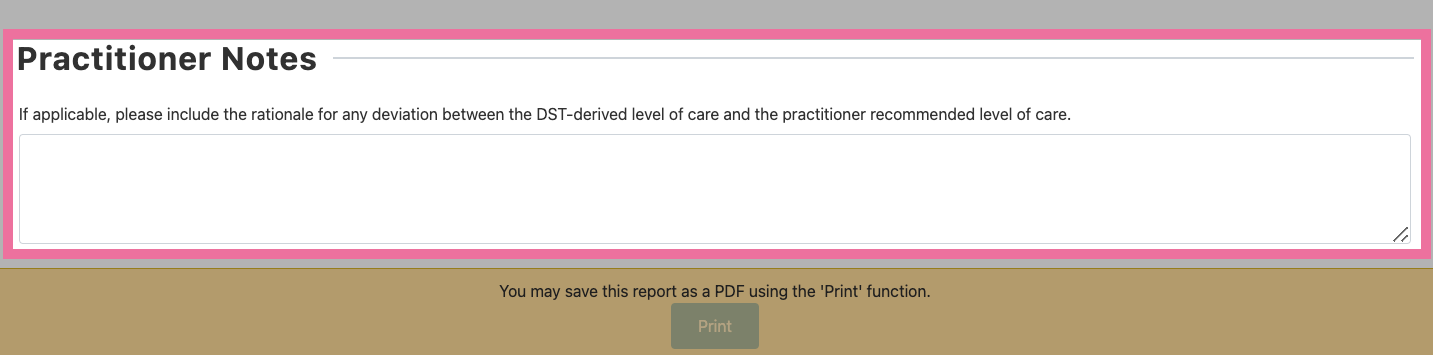 Practitioner Notes
If applicable, please include the rationale for any deviation between the DST-derived level of care and the practitioner recommended level of care.
You may save this report as a PDF using the 'Print' function.
Print